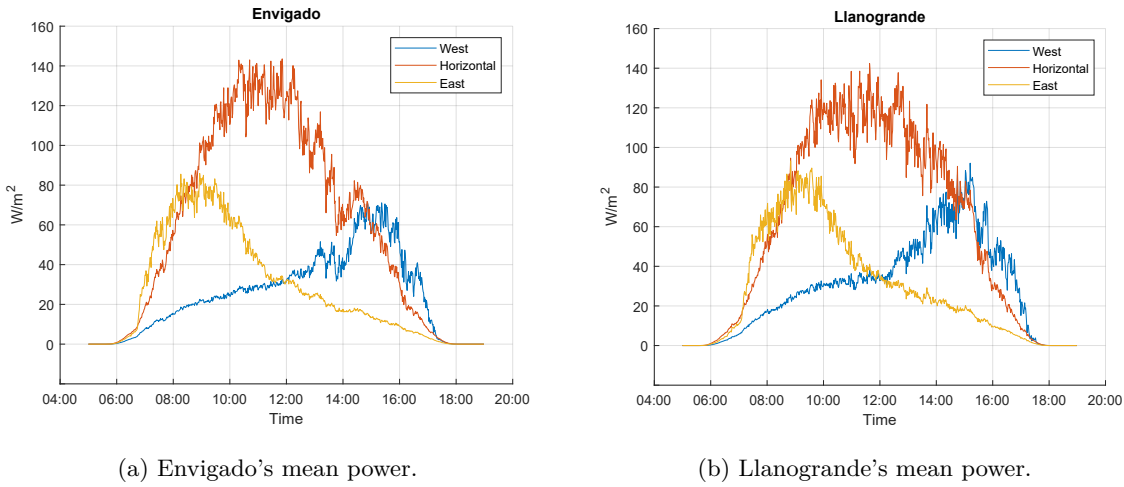 Envigado
160
140
120
100
80
60
40
20
0
W/m²
04:00 06:00 08:00 10:00 12:00 14:00 16:00 18:00 20:00
Time
West
Horizontal
East
(a) Envigado's mean power.
Llanogrande
160
140
120
100
80
60
40
20
0
W/m²
04:00 06:00 08:00 10:00 12:00 14:00 16:00 18:00 20:00
Time
West
Horizontal
East
(b) Llanogrande's mean power.